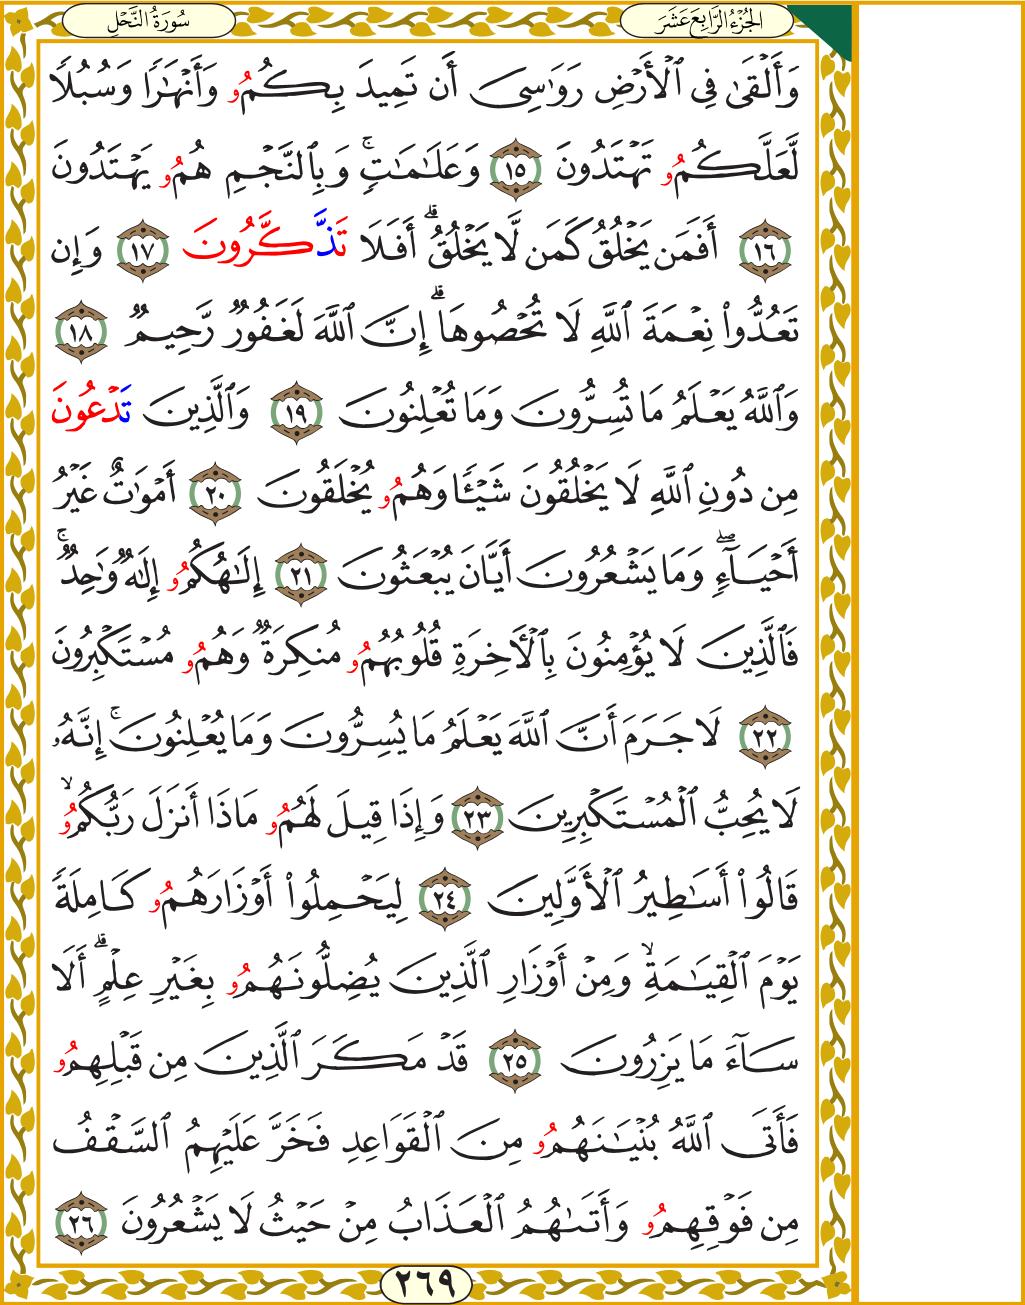 الجُزْءُ الرَّابِعَ عَشَرَ
سُورَةُ النَّحْلِ
وَأَلْقَىٰ فِي ٱلْأَرْضِ رَوَٰسِيَ أَن تَمِيدَ بِكُمُۥ وَأَنْهَٰرًا وَسُبُلًا
لَّعَلَّكُمُۥ تَهْتَدُونَ ١٥ وَعَلَٰمَٰتٍۚ وَبِٱلنَّجْمِ هُمُۥ يَهْتَدُونَ
١٦ أَفَمَن يَخْلُقُ كَمَن لَّا يَخْلُقُۗ أَفَلَا تَذَّكَّرُونَ ١٧ وَإِن
تَعُدُّوا۟ نِعْمَةَ ٱللَّهِ لَا تُحْصُوهَآۗ إِنَّ ٱللَّهَ لَغَفُورٌ رَّحِيمٌ ١٨
وَٱللَّهُ يَعْلَمُ مَا تُسِرُّونَ وَمَا تُعْلِنُونَ ١٩ وَٱلَّذِينَ تَدْعُونَ
مِن دُونِ ٱللَّهِ لَا يَخْلُقُونَ شَيْـًٔا وَهُمُۥ يُخْلَقُونَ ٢٠ أَمْوَٰتٌ غَيْرُ
أَحْيَآءٍۖ وَمَا يَشْعُرُونَ أَيَّانَ يُبْعَثُونَ ٢١ إِلَٰهُكُمُۥ إِلَٰهٌ وَٰحِدٌۚ
فَٱلَّذِينَ لَا يُؤْمِنُونَ بِٱلْأَخِرَةِ قُلُوبُهُمُۥ مُنكِرَةٌ وَهُمُۥ مُسْتَكْبِرُونَ
٢٢ لَا جَرَمَ أَنَّ ٱللَّهَ يَعْلَمُ مَا يُسِرُّونَ وَمَا يُعْلِنُونَۚ إِنَّهُۥ
لَا يُحِبُّ ٱلْمُسْتَكْبِرِينَ ٢٣ وَإِذَا قِيلَ لَهُمُۥ مَاذَا أَنزَلَ رَبُّكُمُۥۙ
قَالُوٓا۟ أَسَٰطِيرُ ٱلْأَوَّلِينَ ٢٤ لِيَحْمِلُوٓا۟ أَوْزَارَهُمُۥ كَامِلَةً
يَوْمَ ٱلْقِيَٰمَةِۙ وَمِنْ أَوْزَارِ ٱلَّذِينَ يُضِلُّونَهُمُۥ بِغَيْرِ عِلْمٍۗ أَلَا
سَآءَ مَا يَزِرُونَ ٢٥ قَدْ مَكَرَ ٱلَّذِينَ مِن قَبْلِهِمُۥ
فَأَتَى ٱللَّهُ بُنْيَٰنَهُمُۥ مِنَ ٱلْقَوَاعِدِ فَخَرَّ عَلَيْهِمُ ٱلسَّقْفُ
مِن فَوْقِهِمُۥ وَأَتَىٰهُمُ ٱلْعَذَابُ مِنْ حَيْثُ لَا يَشْعُرُونَ ٢٦
٢٦٩